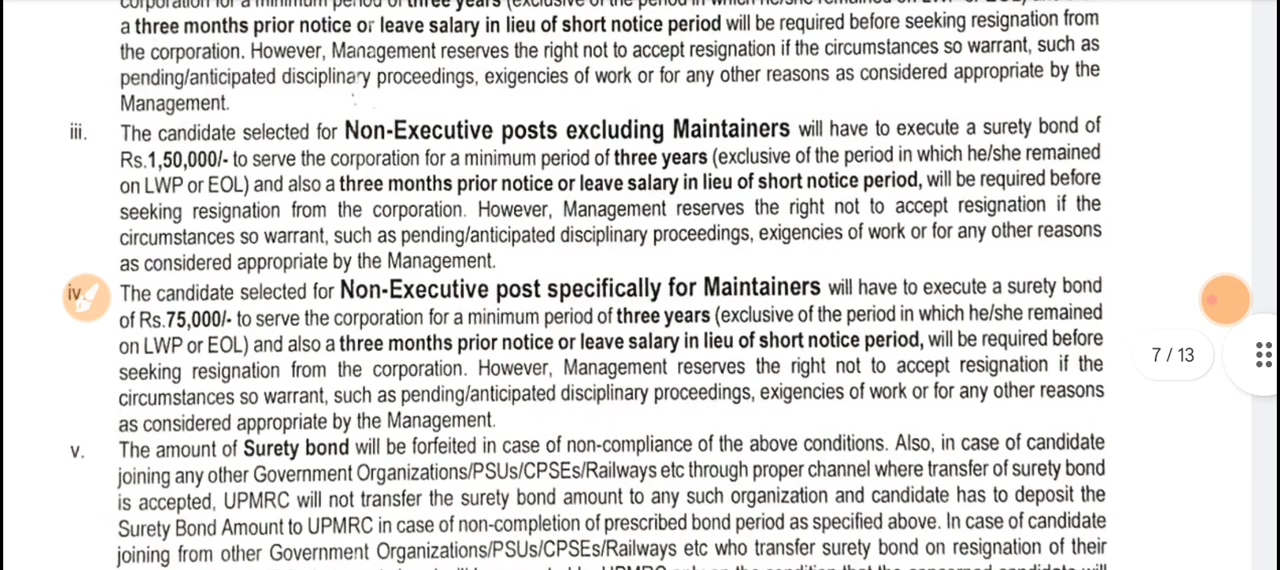 a three months prior notice or leave salary in lieu of short notice period will be required before seeking resignation from
the corporation. However, Management reserves the right not to accept resignation if the circumstances so warrant, such as
pending/anticipated disciplinary proceedings, exigencies of work or for any other reasons as considered appropriate by the
Management.
iii. The candidate selected for Non-Executive posts excluding Maintainers will have to execute a surety bond of
Rs.1,50,000/- to serve the corporation for a minimum period of three years (exclusive of the period in which he/she remained
on LWP or EOL) and also a three months prior notice or leave salary in lieu of short notice period, will be required before
seeking resignation from the corporation. However, Management reserves the right not to accept resignation if the
circumstances so warrant, such as pending/anticipated disciplinary proceedings, exigencies of work or for any other reasons
as considered appropriate by the Management.
iv. The candidate selected for Non-Executive post specifically for Maintainers will have to execute a surety bond
of Rs.75,000/- to serve the corporation for a minimum period of three years (exclusive of the period in which he/she remained
on LWP or EOL) and also a three months prior notice or leave salary in lieu of short notice period, will be required before
seeking resignation from the corporation. However, Management reserves the right not to accept resignation if the
circumstances so warrant, such as pending/anticipated disciplinary proceedings, exigencies of work or for any other reasons
as considered appropriate by the Management.
7 / 13
v. The amount of Surety bond will be forfeited in case of non-compliance of the above conditions. Also, in case of candidate
joining any other Government Organizations/PSUs/CPSEs/Railways etc through proper channel where transfer of surety bond
is accepted, UPMRC will not transfer the surety bond amount to any such organization and candidate has to deposit the
Surety Bond Amount to UPMRC in case of non-completion of prescribed bond period as specified above. In case of candidate
joining from other Government Organizations/PSUs/CPSEs/Railways etc who transfer surety bond on resignation of their